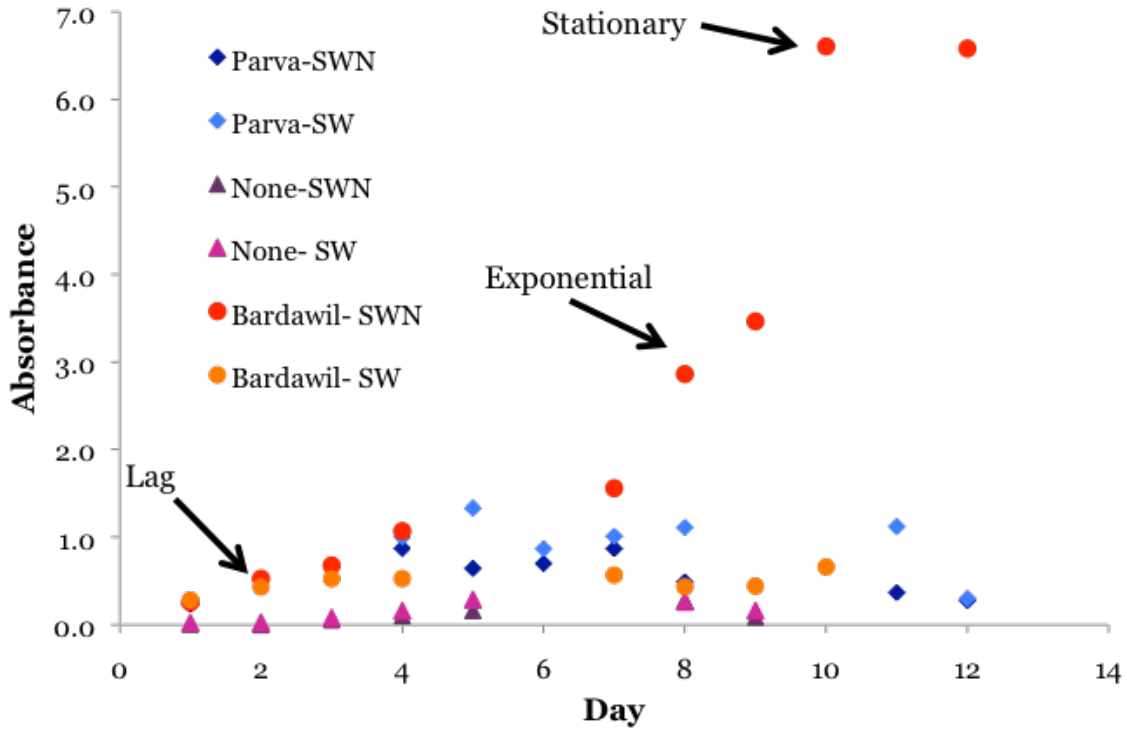 7.0
6.0
5.0
4.0
3.0
2.0
1.0
0.0
Absorbance
Stationary
Parva-SWN
Parva-SW
None-SWN
None- SW
Bardawil- SWN
Bardawil- SW
Exponential
Lag
0 2 4 6 8 10 12 14
Day